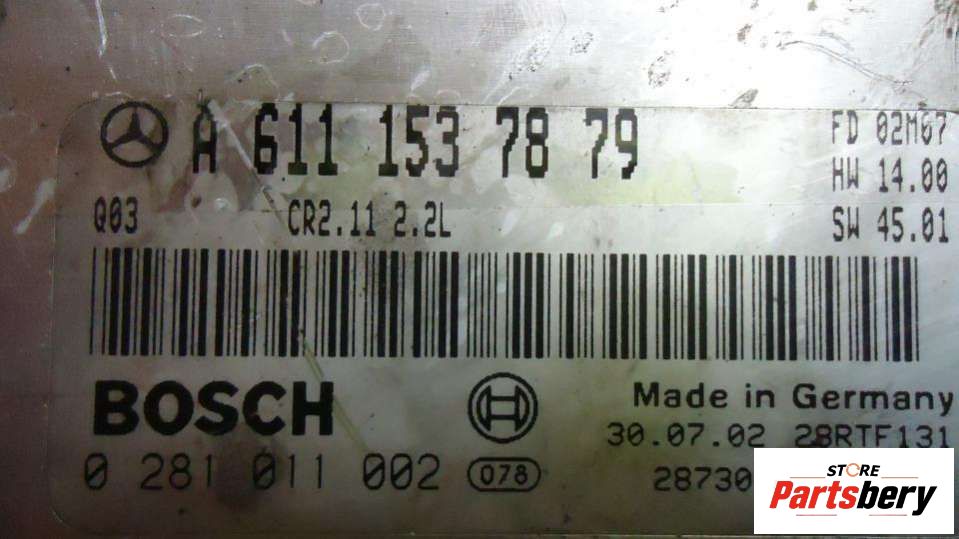 A 611 153 78 79
FD 02M07
HW 14.00
Q03 CR2.11 2.2L
SW 45.01
BOSCH
Made in Germany
30.07.02 28RTF131
0 281 011 002 078
28730
STORE
Partsbery